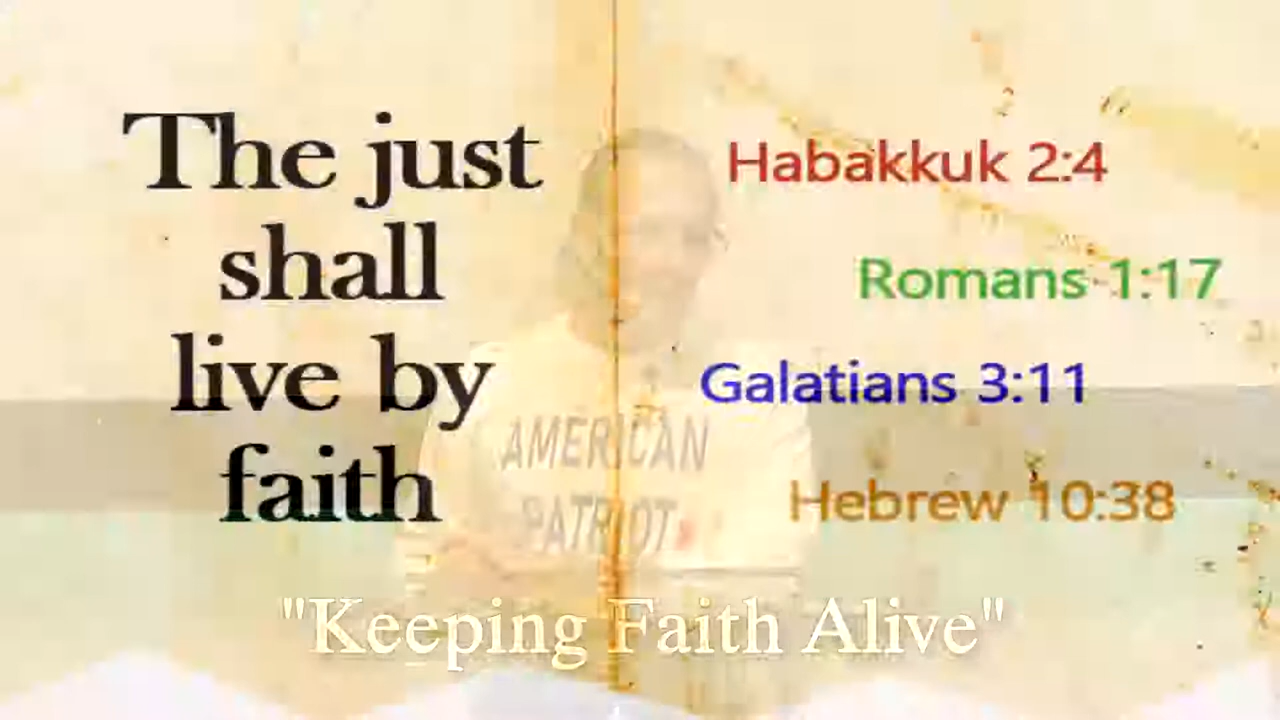 The just
shall
live by
faith
Habakkuk 2:4
Romans 1:17
Galatians 3:11
Hebrew 10:38
AMERICAN
PATRIOT
"Keeping Faith Alive"